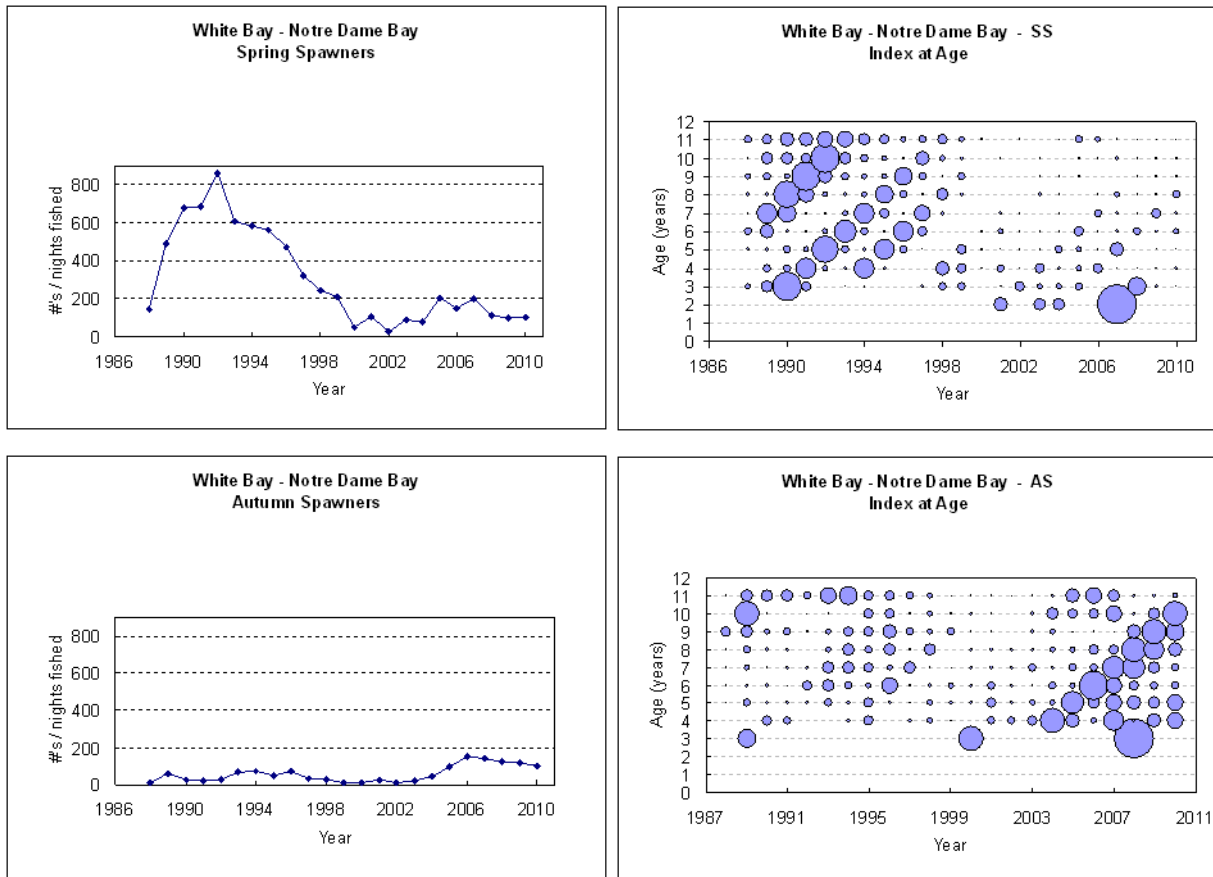 White Bay - Notre Dame Bay
Spring Spawners
#'s / nights fished
800
600
400
200
0
1986 1990 1994 1998 2002 2006 2010
Year
White Bay - Notre Dame Bay - SS
Index at Age
Age (years)
12
11
10
9
8
7
6
5
4
3
2
1
0
1986 1990 1994 1998 2002 2006 2010
Year
White Bay - Notre Dame Bay
Autumn Spawners
#'s / nights fished
800
600
400
200
0
1986 1990 1994 1998 2002 2006 2010
Year
White Bay - Notre Dame Bay - AS
Index at Age
Age (years)
12
11
10
9
8
7
6
5
4
3
2
1
0
1987 1991 1995 1999 2003 2007 2011
Year